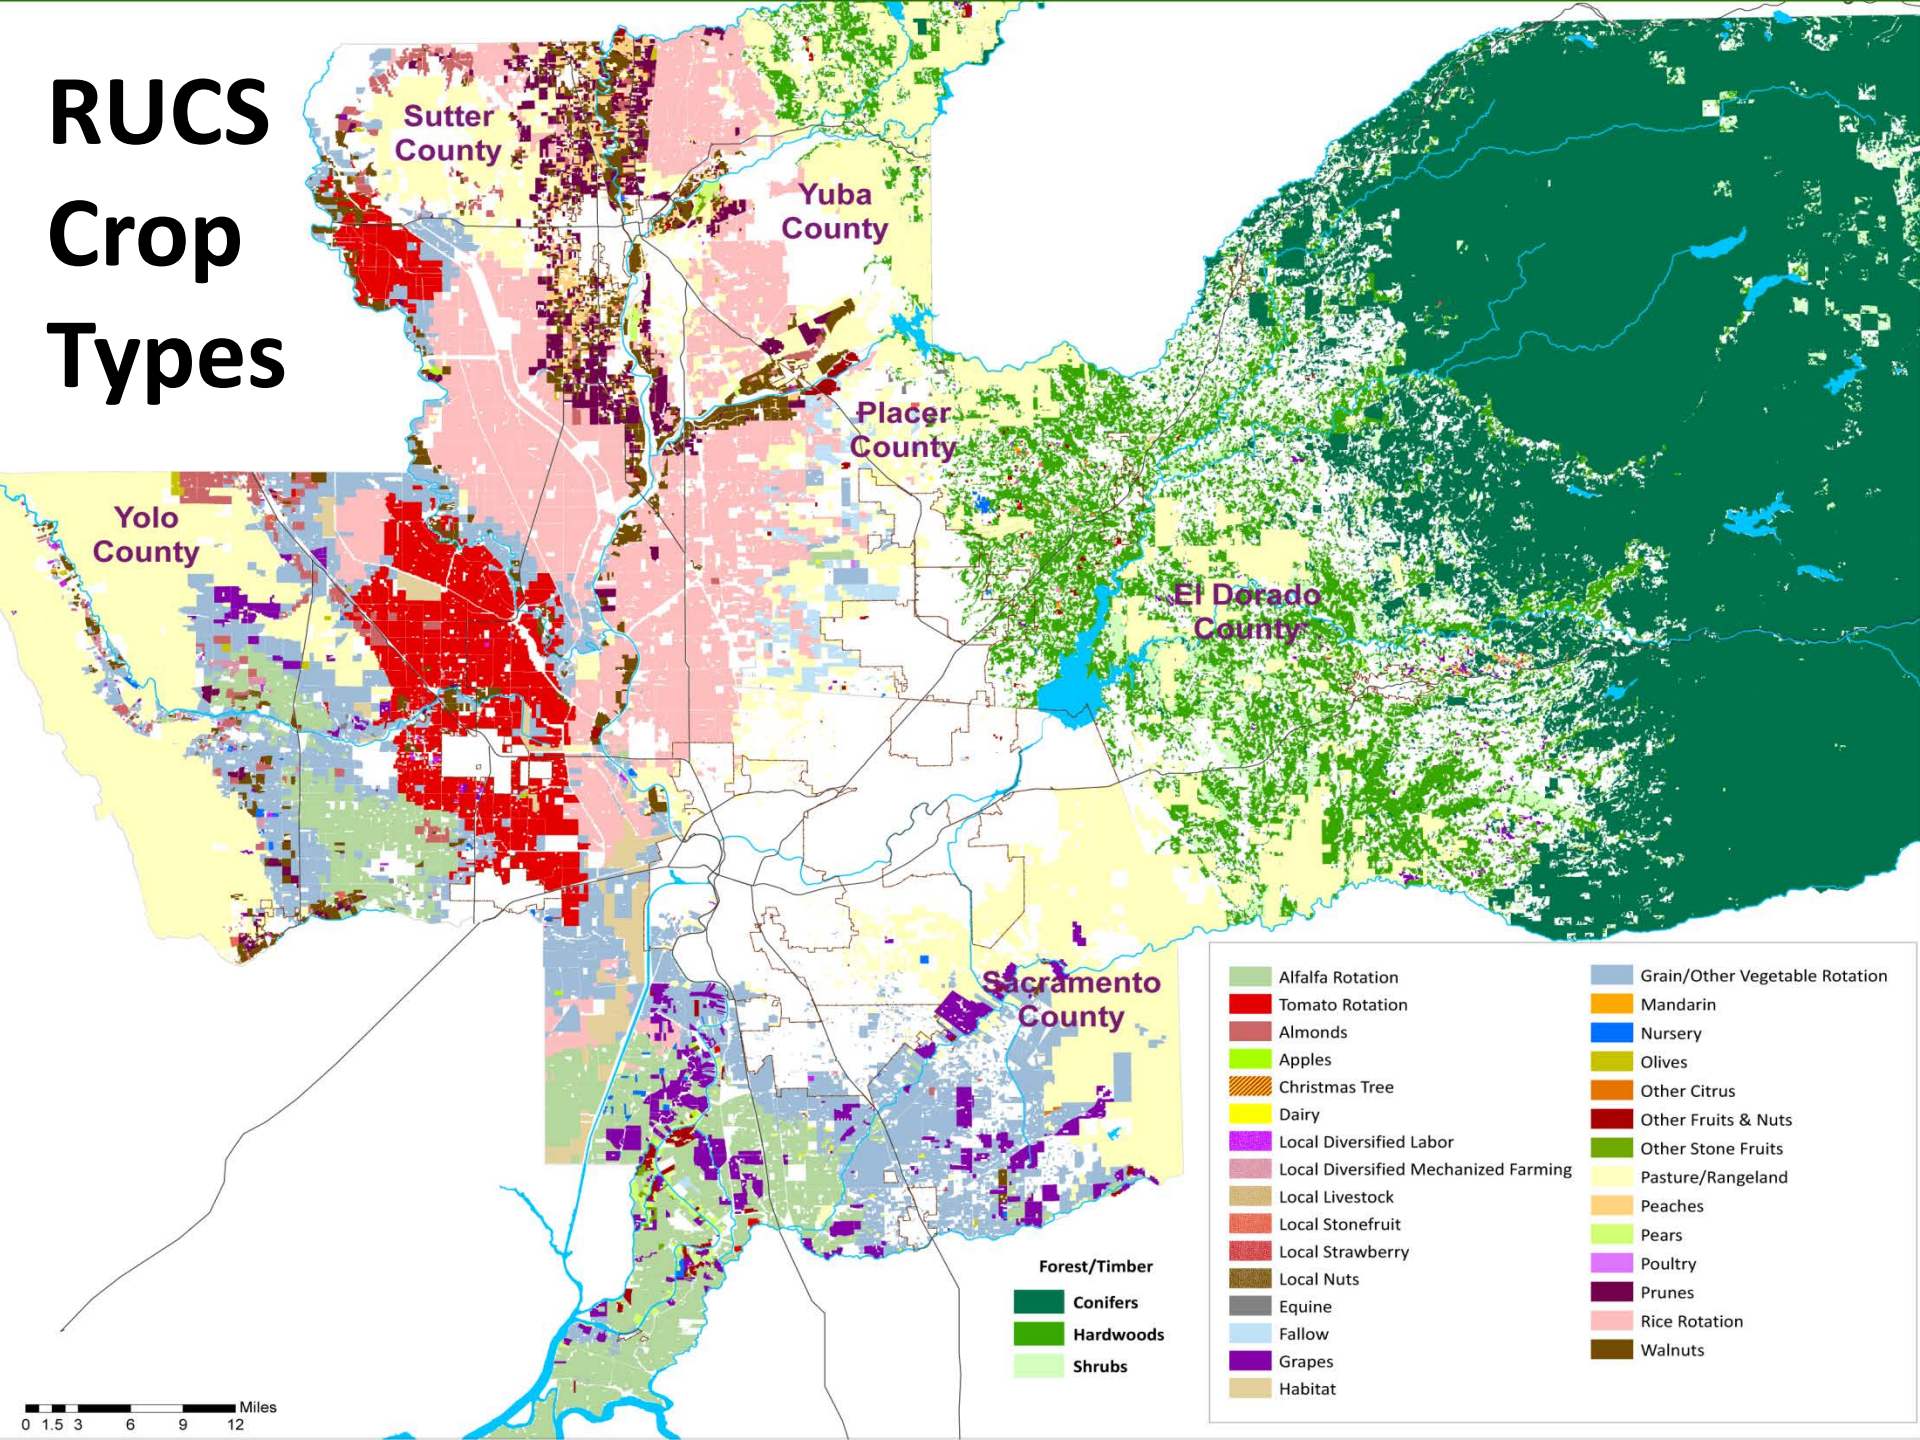 RUCS
Crop
Types
Sutter
County
Yuba
County
Placer
County
Yolo
County
El Dorado
County
Sacramento
County
Forest/Timber
Conifers
Hardwoods
Shrubs
Alfalfa Rotation
Tomato Rotation
Almonds
Apples
Christmas Tree
Dairy
Local Diversified Labor
Local Diversified Mechanized Farming
Local Livestock
Local Stonefruit
Local Strawberry
Local Nuts
Equine
Fallow
Grapes
Habitat
Grain/Other Vegetable Rotation
Mandarin
Nursery
Olives
Other Citrus
Other Fruits & Nuts
Other Stone Fruits
Pasture/Rangeland
Peaches
Pears
Poultry
Prunes
Rice Rotation
Walnuts
Miles
0 1.5 3 6 9 12